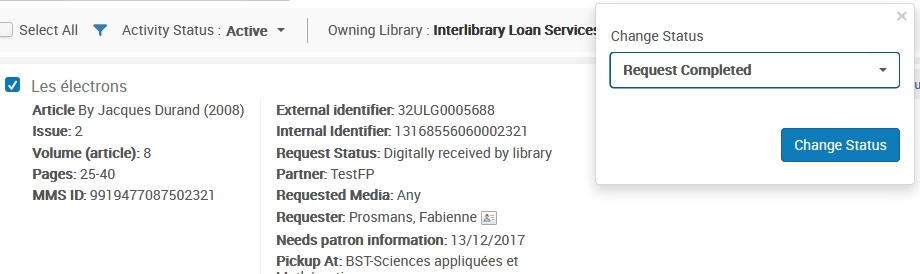 Select All
Activity Status : Active
Owning Library : Interlibrary Loan Services
×
Change Status
Request Completed
Change Status
Les électrons
Article By Jacques Durand (2008)
Issue: 2
Volume (article): 8
Pages: 25-40
MMS ID: 9919477087502321
External identifier: 32ULG0005688
Internal Identifier: 13168556060002321
Request Status: Digitally received by library
Partner: TestFP
Requested Media: Any
Requester: Prosmans, Fabienne
Needs patron information: 13/12/2017
Pickup At: BST-Sciences appliquées et